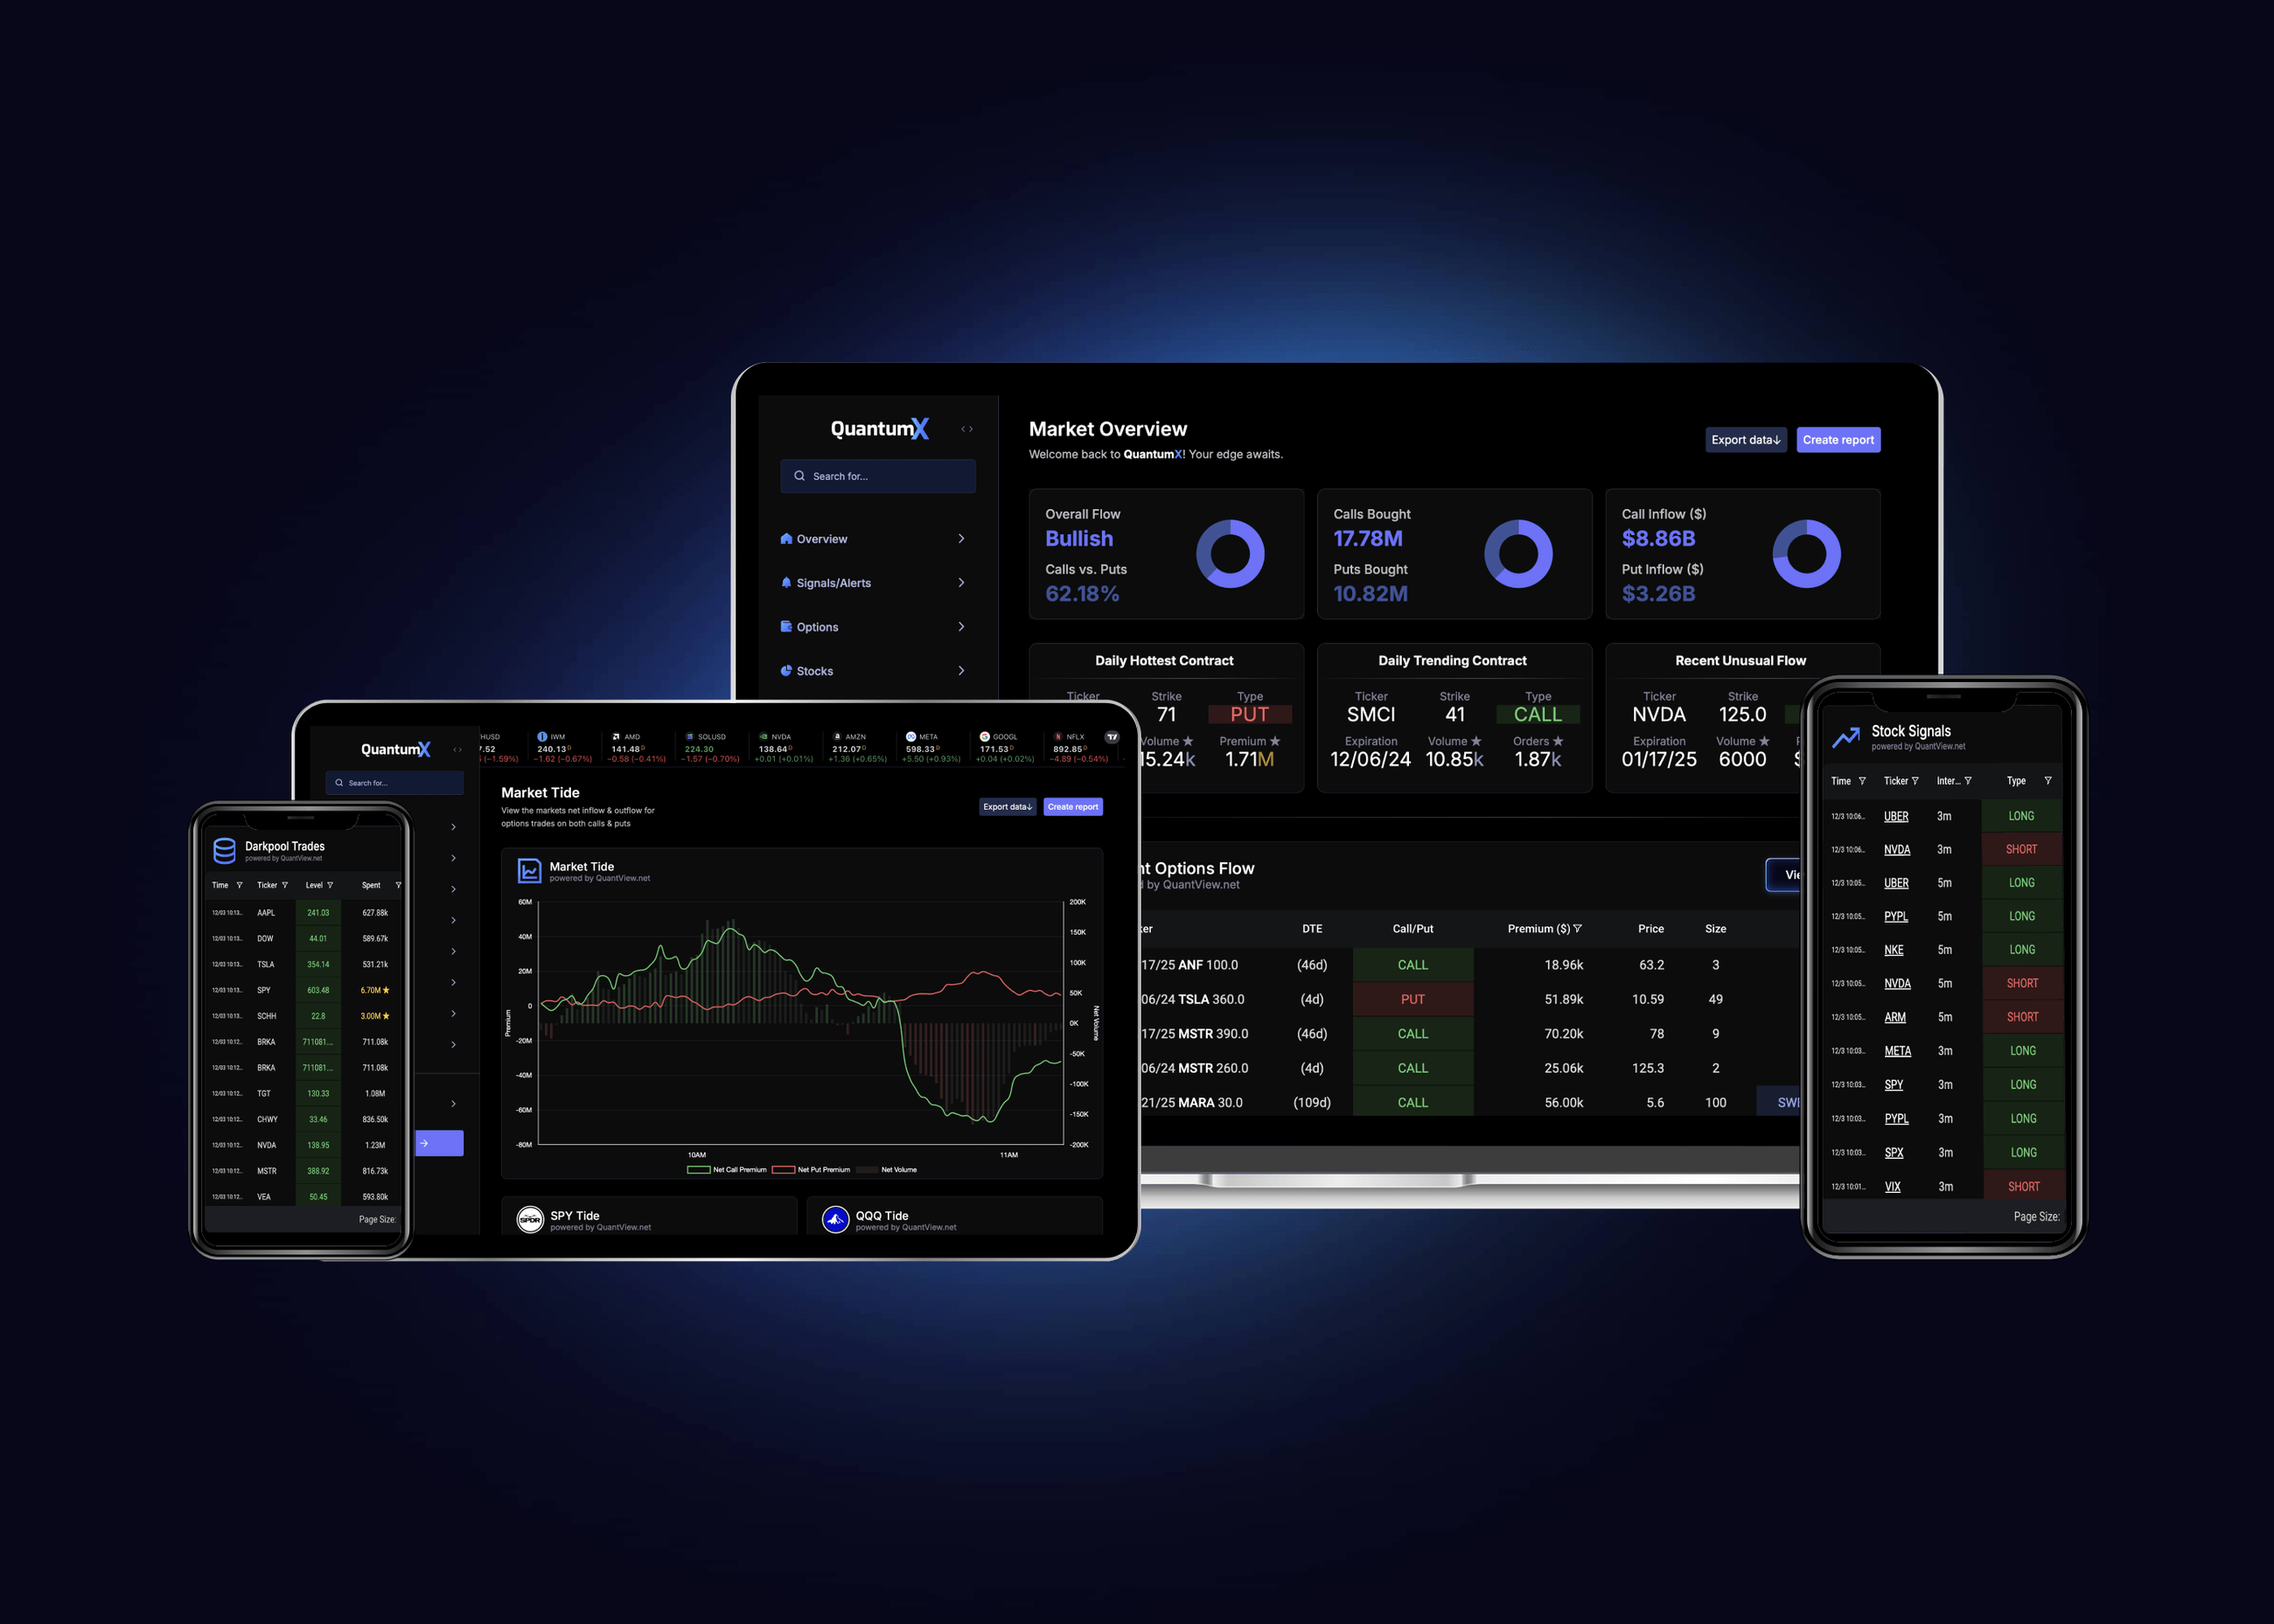 QuantumX
Search for...
Overview
Signals/Alerts
Options
Stocks
Market Overview
Welcome back to QuantumX! Your edge awaits.
Export data↓
Create report
Overall Flow
Bullish
Calls vs. Puts
62.18%
Calls Bought
17.78M
Puts Bought
10.82M
Call Inflow ($)
$8.86B
Put Inflow ($)
$3.26B
Daily Hottest Contract
Ticker Strike Type
71 PUT
Volume ★ Premium ★
15.24k 1.71M
Daily Trending Contract
Ticker Strike Type
SMCI 41 CALL
Expiration Volume ★ Orders ★
12/06/24 10.85k 1.87k
Recent Unusual Flow
Ticker Strike
NVDA 125.0
Expiration Volume ★
01/17/25 6000 $
Options Flow
by QuantView.net
DTE Call/Put Premium ($) Price Size
17/25 ANF 100.0 (46d) CALL 18.96k 63.2 3
06/24 TSLA 360.0 (4d) PUT 51.89k 10.59 49
17/25 MSTR 390.0 (46d) CALL 70.20k 78 9
06/24 MSTR 260.0 (4d) CALL 25.06k 125.3 2
21/25 MARA 30.0 (109d) CALL 56.00k 5.6 100
QuantumX
Search for...
HUSD IWM AMD SOLUSD NVDA AMZN META GOOGL NFLX
7.52 240.13 D 141.48 D 224.30 138.64 D 212.07 D 598.33 D 171.53 D 892.85 D
(−1.59%) −1.62 (−0.67%) −0.58 (−0.41%) −1.57 (−0.70%) +0.01 (+0.01%) +1.36 (+0.65%) +5.50 (+0.93%) +0.04 (+0.02%) −4.89 (−0.54%)
Market Tide
View the markets net inflow & outflow for
options trades on both calls & puts
Export data↓
Create report
Market Tide
powered by QuantView.net
60M 200K
40M 150K
20M 100K
0 50K
-20M 0K
-40M -50K
-60M -100K
-80M -150K
-200K
Premium
Net Volume
10AM 11AM
Net Call Premium Net Put Premium Net Volume
SPDR
SPY Tide
powered by QuantView.net
QQQ Tide
powered by QuantView.net
Darkpool Trades
powered by QuantView.net
Time Ticker Level Spent
12/03 10:13... AAPL 241.03 627.88k
12/03 10:13... DOW 44.01 589.67k
12/03 10:13... TSLA 354.14 531.21k
12/03 10:13... SPY 603.48 6.70M ★
12/03 10:13... SCHH 22.8 3.00M ★
12/03 10:12... BRKA 711081.... 711.08k
12/03 10:12... BRKA 711081.... 711.08k
12/03 10:12... TGT 130.33 1.08M
12/03 10:12... CHWY 33.46 836.50k
12/03 10:12... NVDA 138.95 1.23M
12/03 10:12... MSTR 388.92 816.73k
12/03 10:12... VEA 50.45 593.80k
Page Size:
Stock Signals
powered by QuantView.net
Time Ticker Inter... Type
12/3 10:06... UBER 3m LONG
12/3 10:06... NVDA 3m SHORT
12/3 10:05... UBER 5m LONG
12/3 10:05... PYPL 5m LONG
12/3 10:05... NKE 5m LONG
12/3 10:05... NVDA 5m SHORT
12/3 10:05... ARM 5m SHORT
12/3 10:03... META 3m LONG
12/3 10:03... SPY 3m LONG
12/3 10:03... PYPL 3m LONG
12/3 10:03... SPX 3m LONG
12/3 10:01... VIX 3m SHORT
Page Size: